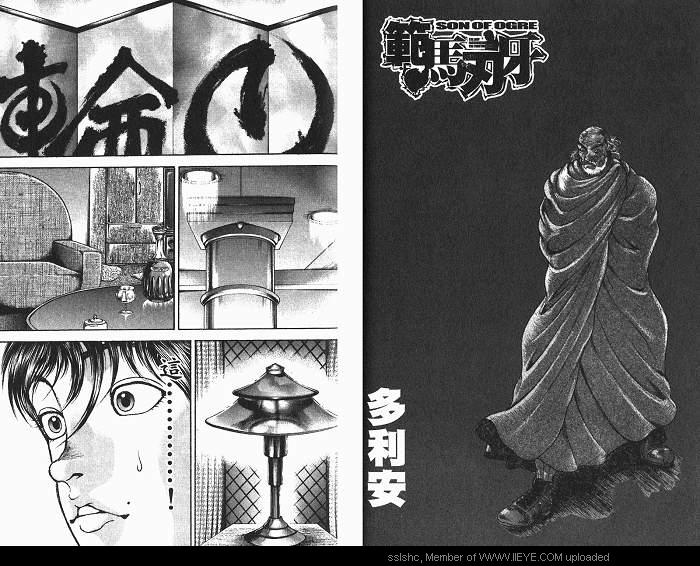 SON OF OGRE
範馬刃牙
多利安
這………！
sslshc, Member of WWW.IIEYE.COM uploaded